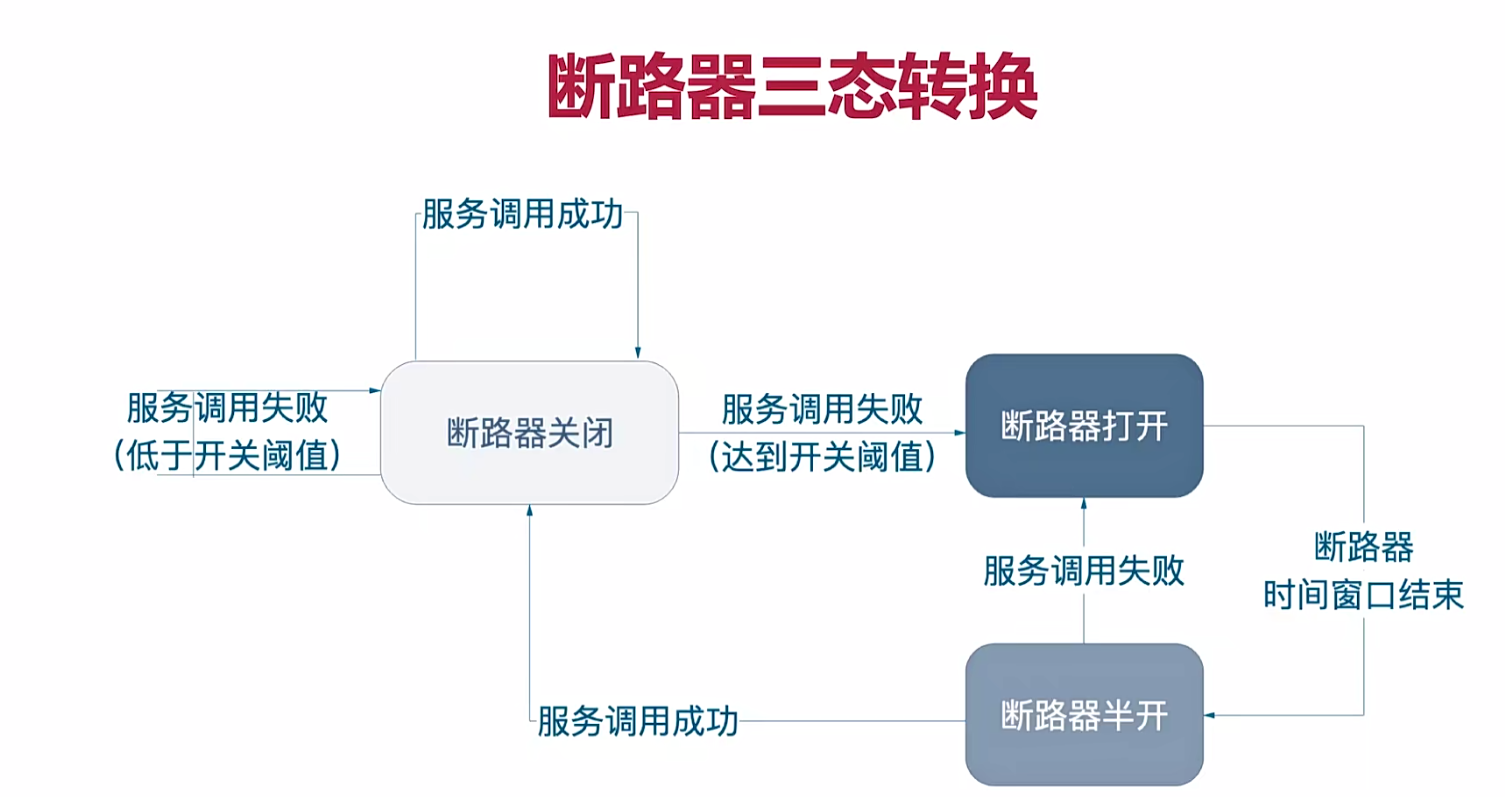 断路器三态转换
服务调用成功
服务调用失败
（低于开关阈值）
断路器关闭
服务调用失败
（达到开关阈值）
断路器打开
服务调用失败
断路器
时间窗口结束
服务调用成功
断路器半开